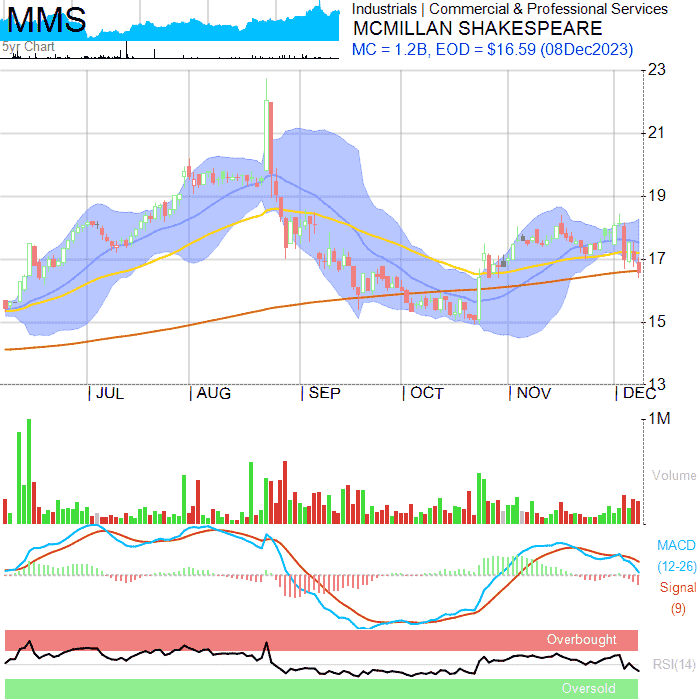 MMS
Industrials | Commercial & Professional Services
MCMILLAN SHAKESPEARE
5yr Chart
MC = 1.2B, EOD = $16.59 (08Dec2023)
23
21
19
17
15
13
| JUL | AUG | SEP | OCT | NOV | DEC
1M
Volume
MACD
(12-26)
Signal
(9)
Overbought
RSI(14)
Oversold